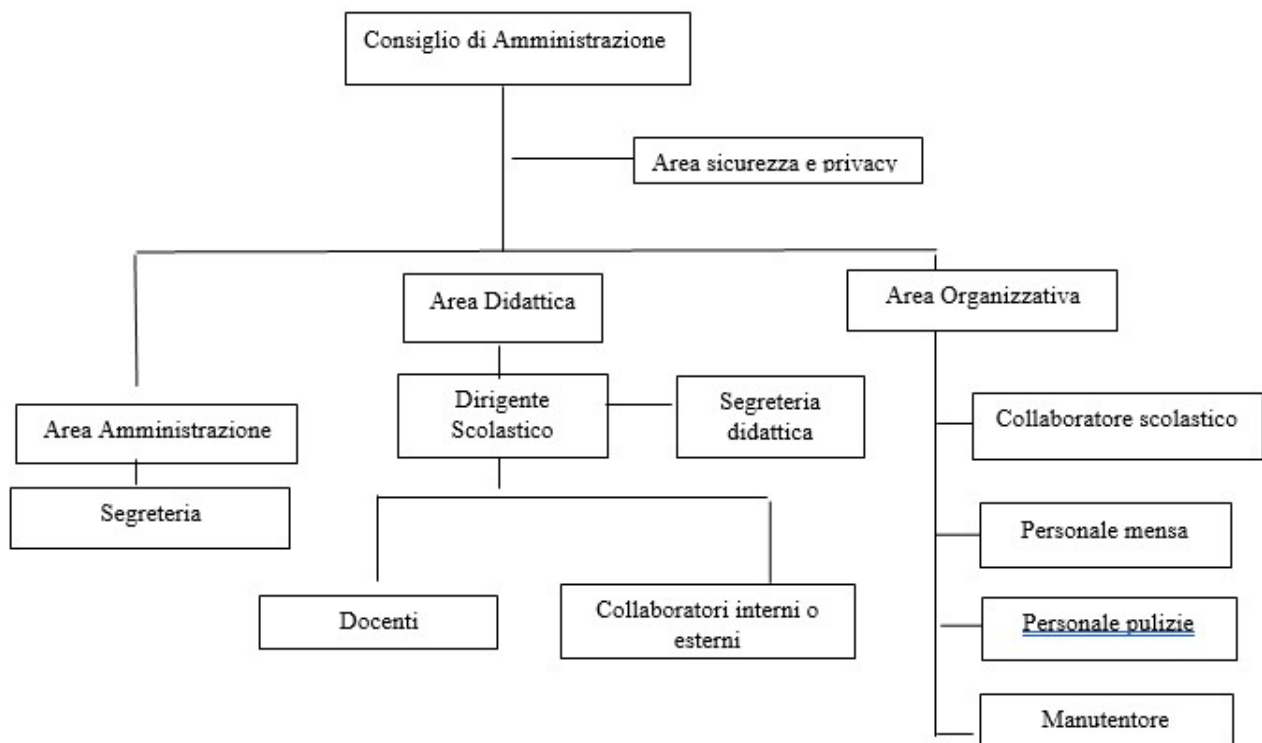 Consiglio di Amministrazione
Area sicurezza e privacy
Area Didattica
Area Organizzativa
Dirigente
Scolastico
Segreteria
didattica
Collaboratore scolastico
Area Amministrazione
Segreteria
Personale mensa
Docenti
Collaboratori interni o
esterni
Personale pulizie
Manutentore